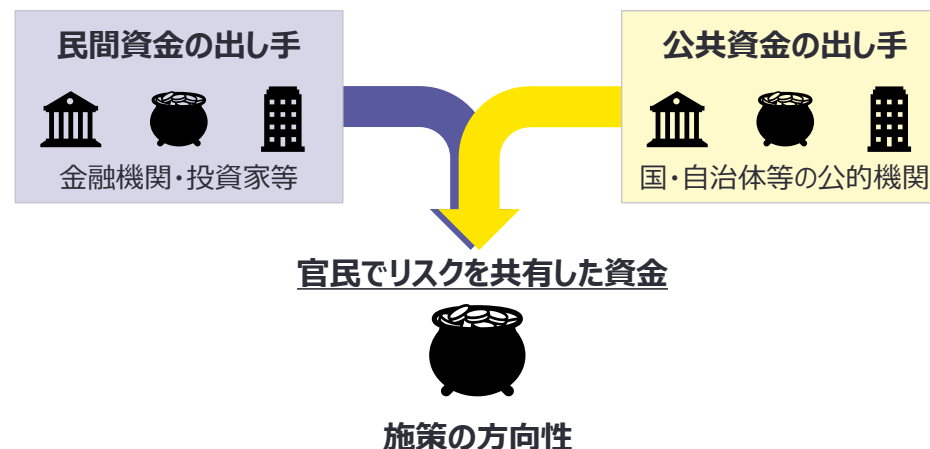 民間資金の出し手
金融機関・投資家等
公共資金の出し手
国・自治体等の公的機関
官民でリスクを共有した資金
施策の方向性